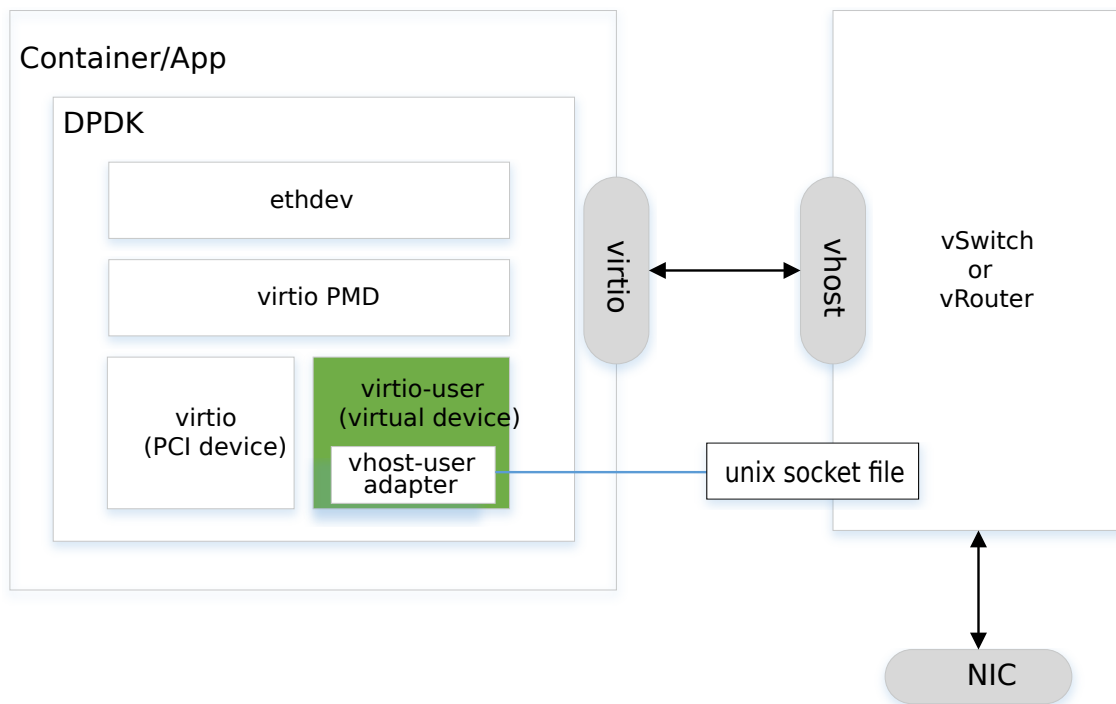 Container/App
DPDK
ethdev
virtio PMD
virtio
(PCI device)
virtio-user
(virtual device)
vhost-user
adapter
virtio
vhost
vSwitch
or
vRouter
unix socket file
NIC